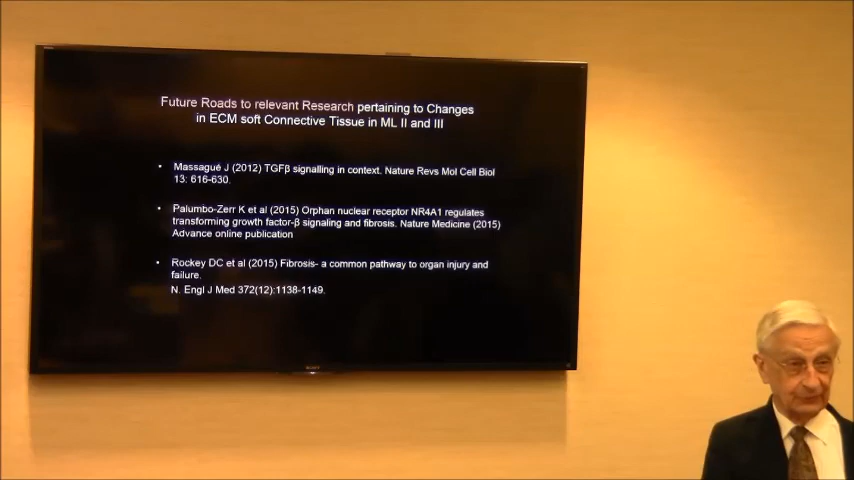 Future Roads to relevant Research pertaining to Changes
in ECM soft Connective Tissue in ML II and III
• Massagué J (2012) TGFβ signalling in context. Nature Revs Mol Cell Biol
13: 616-630.
• Palumbo-Zerr K et al (2015) Orphan nuclear receptor NR4A1 regulates
transforming growth factor-β signaling and fibrosis. Nature Medicine (2015)
Advance online publication
• Rockey DC et al (2015) Fibrosis- a common pathway to organ injury and
failure.
N. Engl J Med 372(12):1138-1149.
SONY